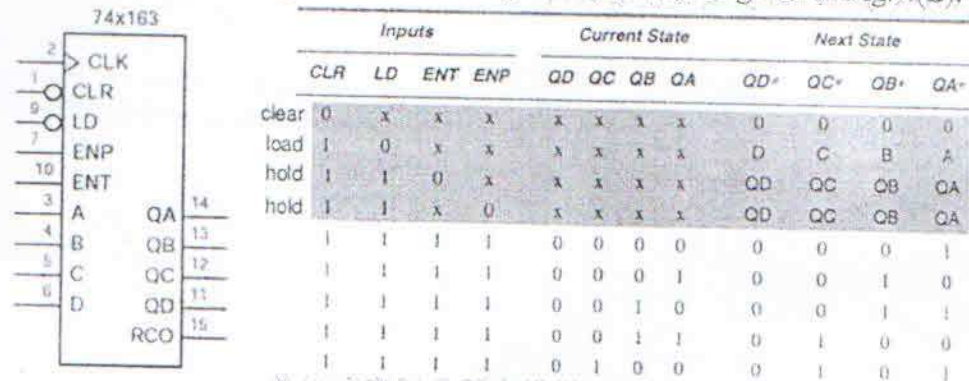 74x163
2 CLK
1 CLR
9 LD
7 ENP
10 ENT
3 A QA 14
4 B QB 13
5 C QC 12
6 D QD 11
RCO 15
Inputs Current State Next State
CLR LD ENT ENP QD QC QB QA QD* QC* QB* QA*
clear 0 x x x x x x x 0 0 0 0
load 1 0 x x x x x x D C B A
hold 1 1 0 x x x x x QD QC QB QA
hold 1 1 x 0 x x x x QD QC QB QA
1 1 1 1 0 0 0 0 0 0 0 1
1 1 1 1 0 0 0 1 0 0 1 0
1 1 1 1 0 0 1 0 0 0 1 1
1 1 1 1 0 0 1 1 0 1 0 0
1 1 1 1 0 1 0 0 0 1 0 1